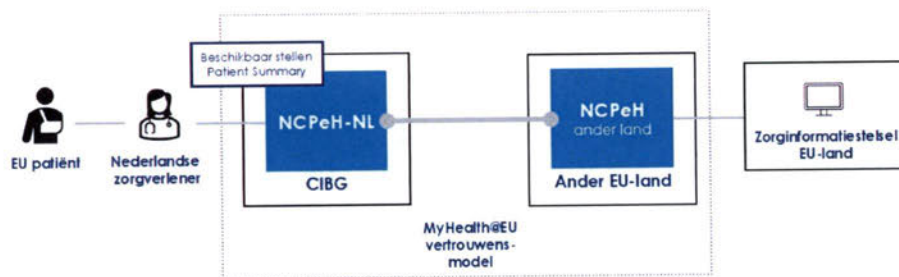 Beschikbaar stellen
Patient Summary
EU patiënt
Nederlandse
zorgverlener
NCPeH-NL
CIBG
NCPeH
ander land
Ander EU-land
Zorginformatiestelsel
EU-land
MyHealth@EU
vertrouwens-
model